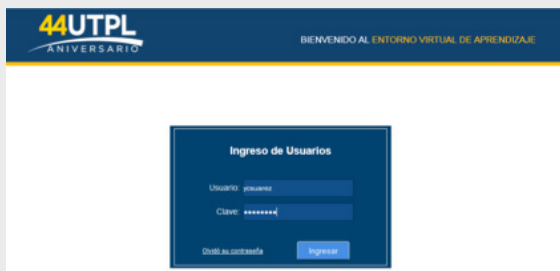 44UTPL
ANIVERSARIO
BIENVENIDO AL ENTORNO VIRTUAL DE APRENDIZAJE
Ingreso de Usuarios
Usuario:
Clave: ••••••••
Olvidó su contraseña
Ingresar